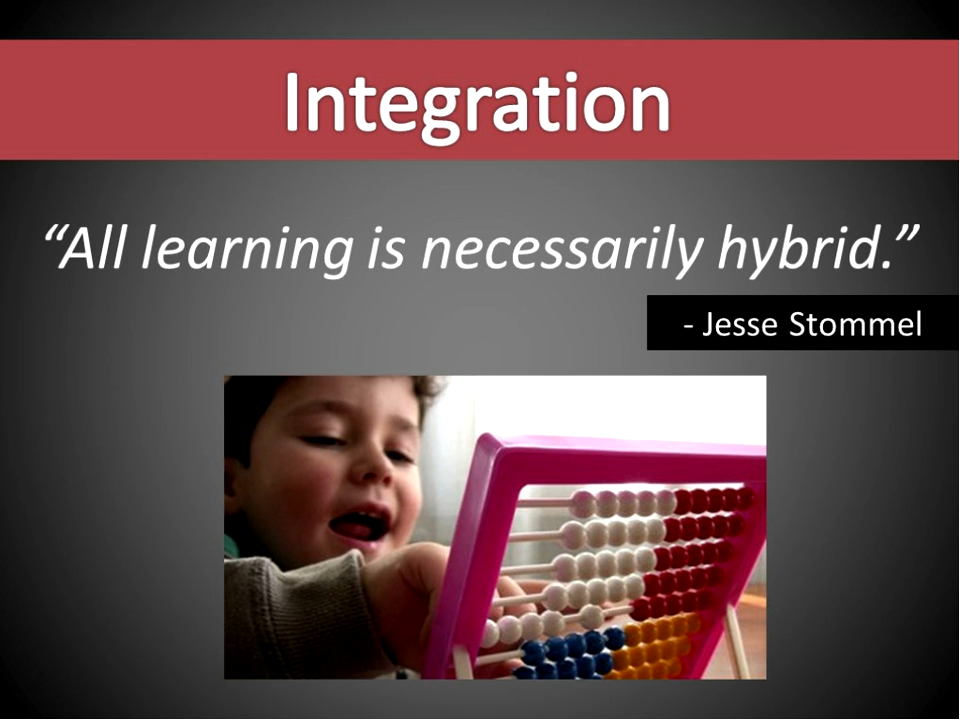 Integration
“All learning is necessarily hybrid.”
- Jesse Stommel